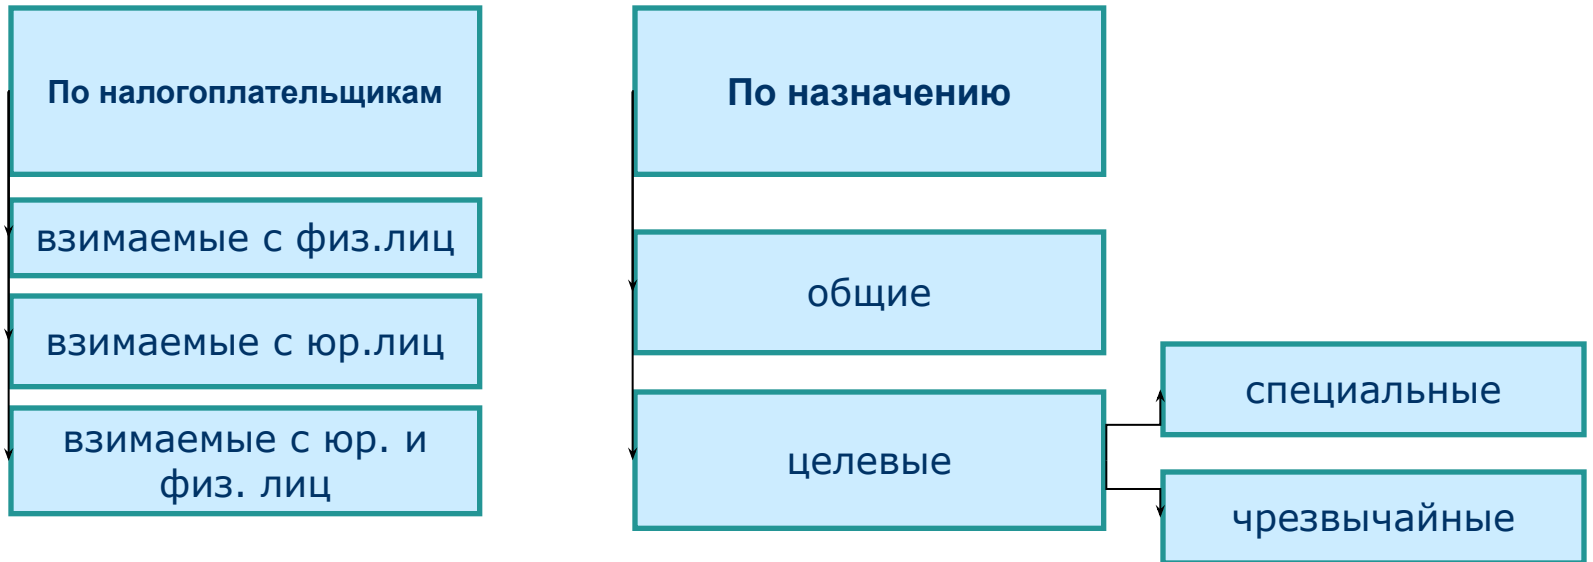 По налогоплательщикам
взимаемые с физ.лиц
взимаемые с юр.лиц
взимаемые с юр. и
физ. лиц
По назначению
общие
целевые
специальные
чрезвычайные